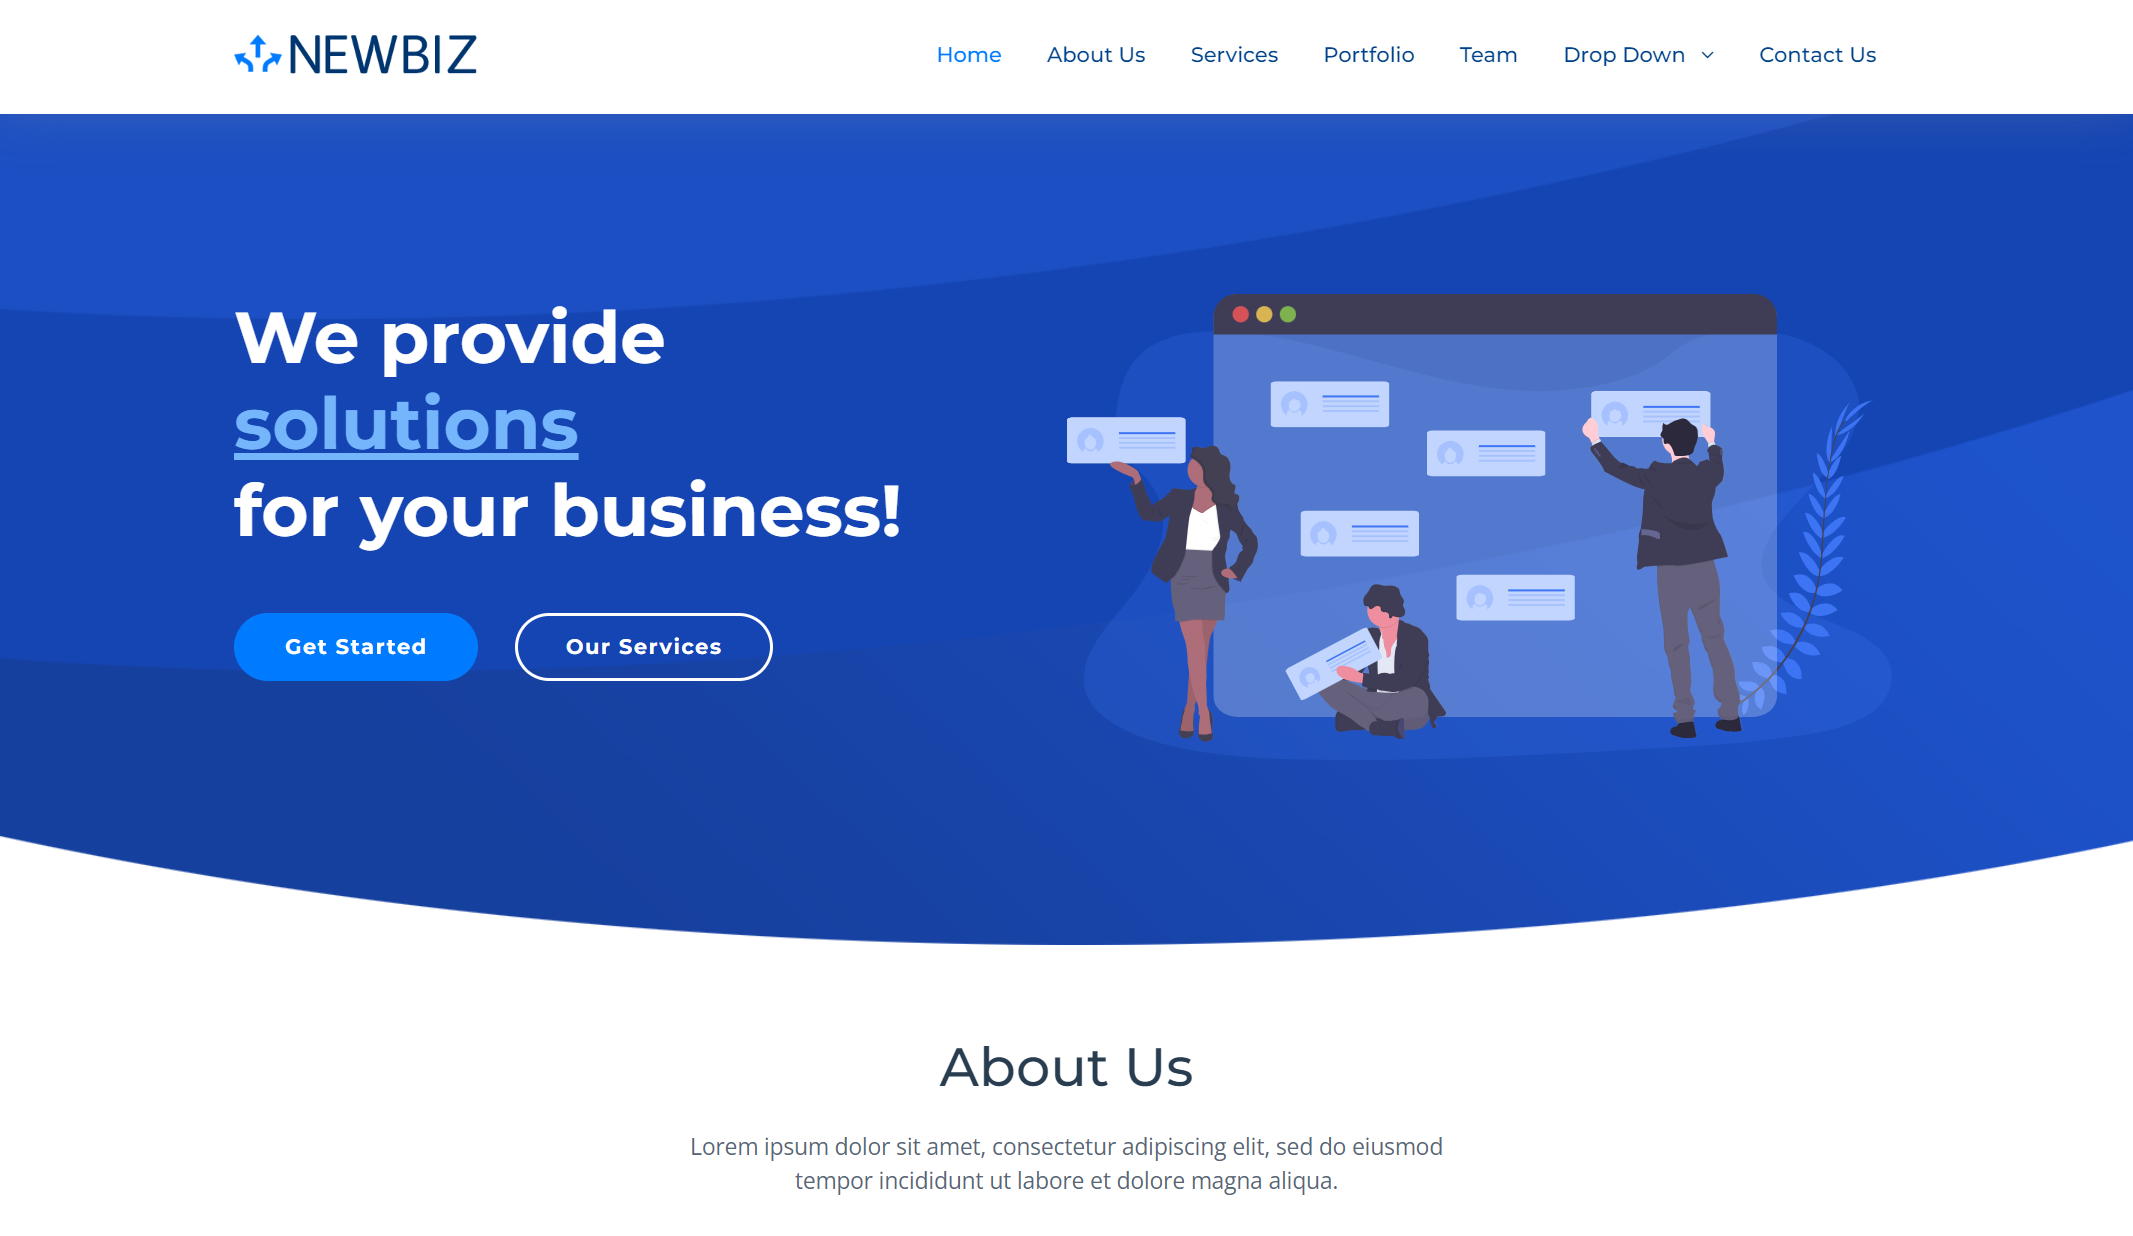 NEWBIZ
Home About Us Services Portfolio Team Drop Down Contact Us
We provide
solutions
for your business!
Get Started Our Services
About Us
Lorem ipsum dolor sit amet, consectetur adipiscing elit, sed do eiusmod
tempor incididunt ut labore et dolore magna aliqua.